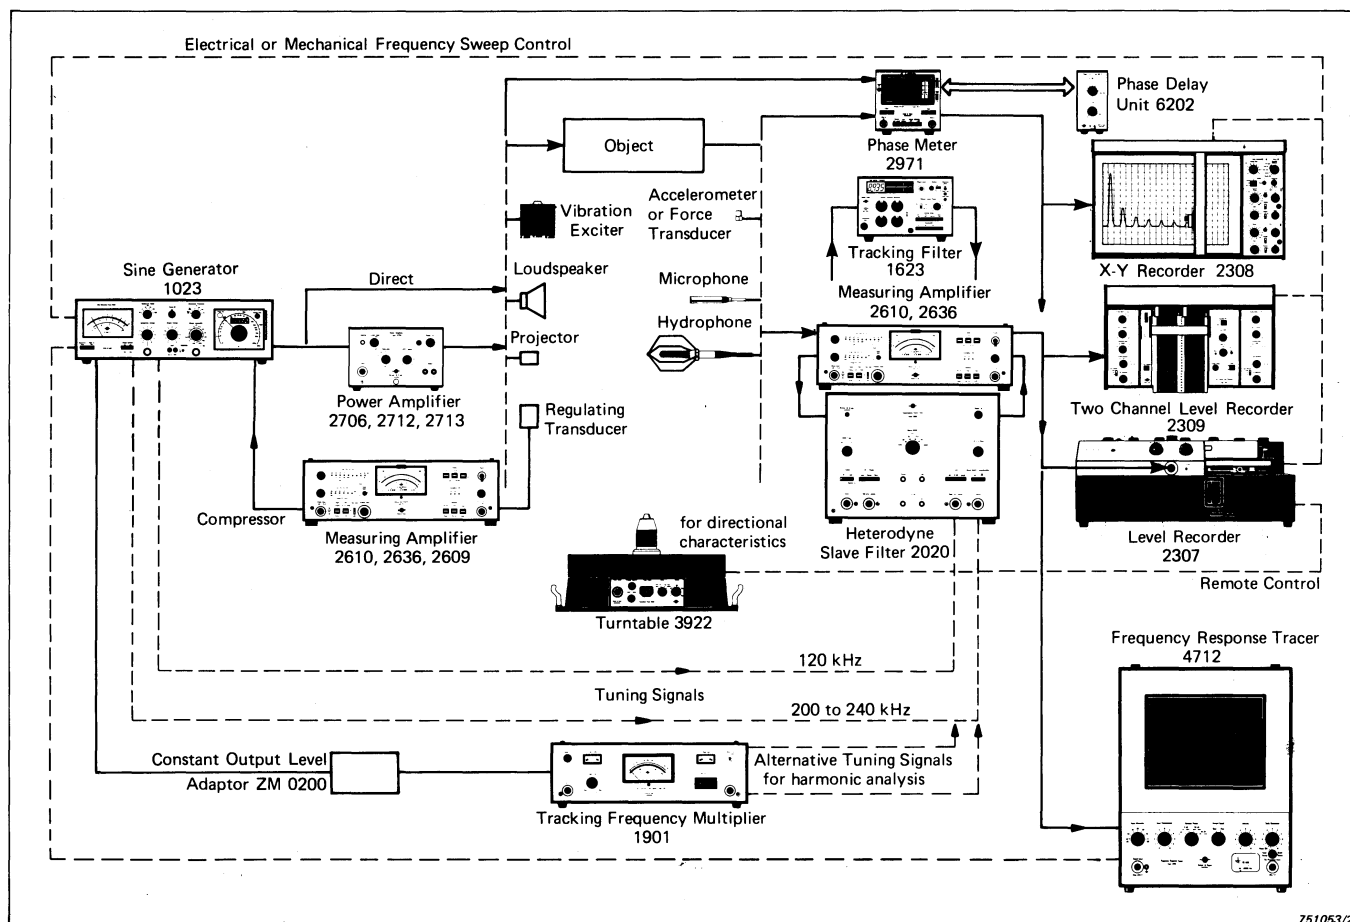 Electrical or Mechanical Frequency Sweep Control
Phase Delay
Unit 6202
Object
Phase Meter
2971
Accelerometer
or Force
Transducer
Vibration
Exciter
Tracking Filter
1623
X-Y Recorder 2308
Sine Generator
1023
Direct
Loudspeaker
Microphone
Measuring Amplifier
2610, 2636
Projector
Hydrophone
Power Amplifier
2706, 2712, 2713
Regulating
Transducer
Two Channel Level Recorder
2309
Compressor
Measuring Amplifier
2610, 2636, 2609
for directional
characteristics
Heterodyne
Slave Filter 2020
Level Recorder
2307
Remote Control
Turntable 3922
Frequency Response Tracer
4712
120 kHz
Tuning Signals
200 to 240 kHz
Constant Output Level
Adaptor ZM 0200
Alternative Tuning Signals
for harmonic analysis
Tracking Frequency Multiplier
1901